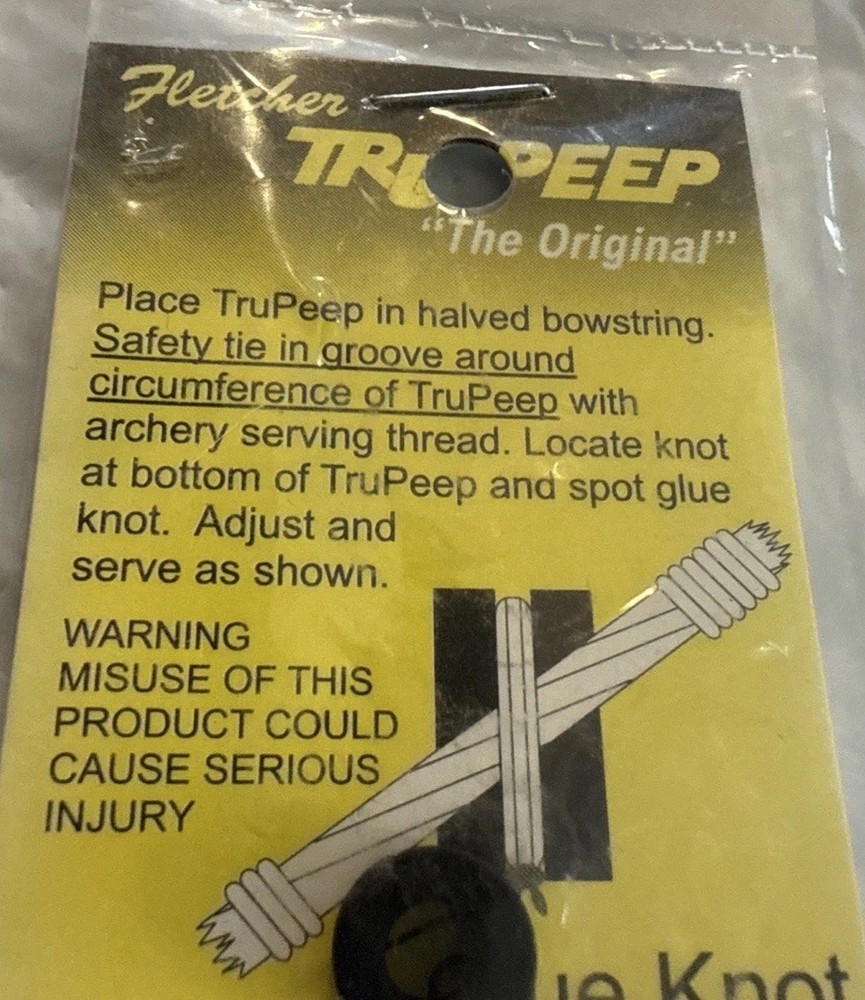 Fletcher
TRUPEEP
"The Original"
Place TruPeep in halved bowstring.
Safety tie in groove around
circumference of TruPeep with
archery serving thread. Locate knot
at bottom of TruPeep and spot glue
knot. Adjust and
serve as shown.
WARNING
MISUSE OF THIS
PRODUCT COULD
CAUSE SERIOUS
INJURY
Knot